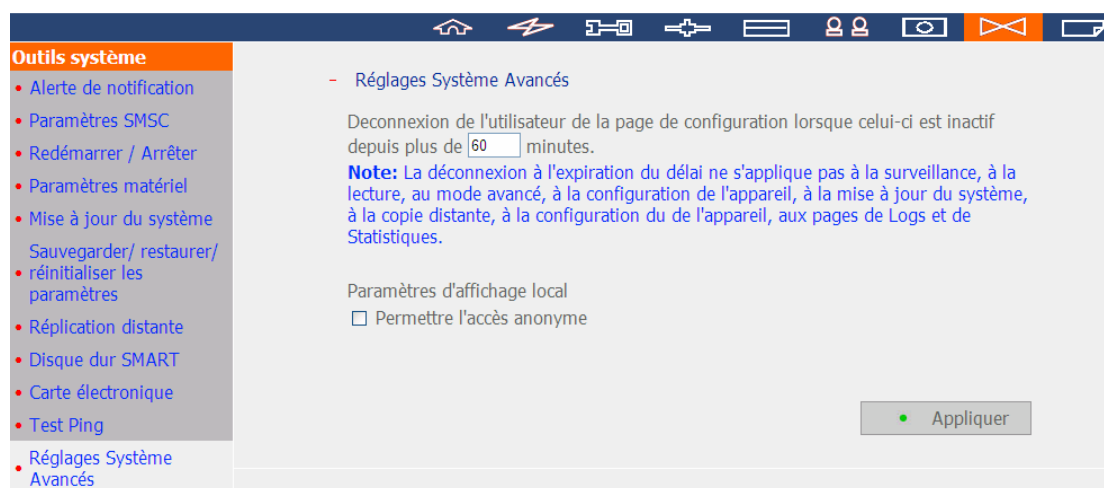 Outils système
Alerte de notification
Paramètres SMSC
Redémarrer / Arrêter
Paramètres matériel
Mise à jour du système
Sauvegarder/ restaurer/
réinitialiser les
paramètres
Réplication distante
Disque dur SMART
Carte électronique
Test Ping
Réglages Système
Avancés
- Réglages Système Avancés
Deconnexion de l'utilisateur de la page de configuration lorsque celui-ci est inactif
depuis plus de 60 minutes.
Note: La déconnexion à l'expiration du délai ne s'applique pas à la surveillance, à la
lecture, au mode avancé, à la configuration de l'appareil, à la mise à jour du système,
à la copie distante, à la configuration du de l'appareil, aux pages de Logs et de
Statistiques.
Paramètres d'affichage local
Permettre l'accès anonyme
Appliquer